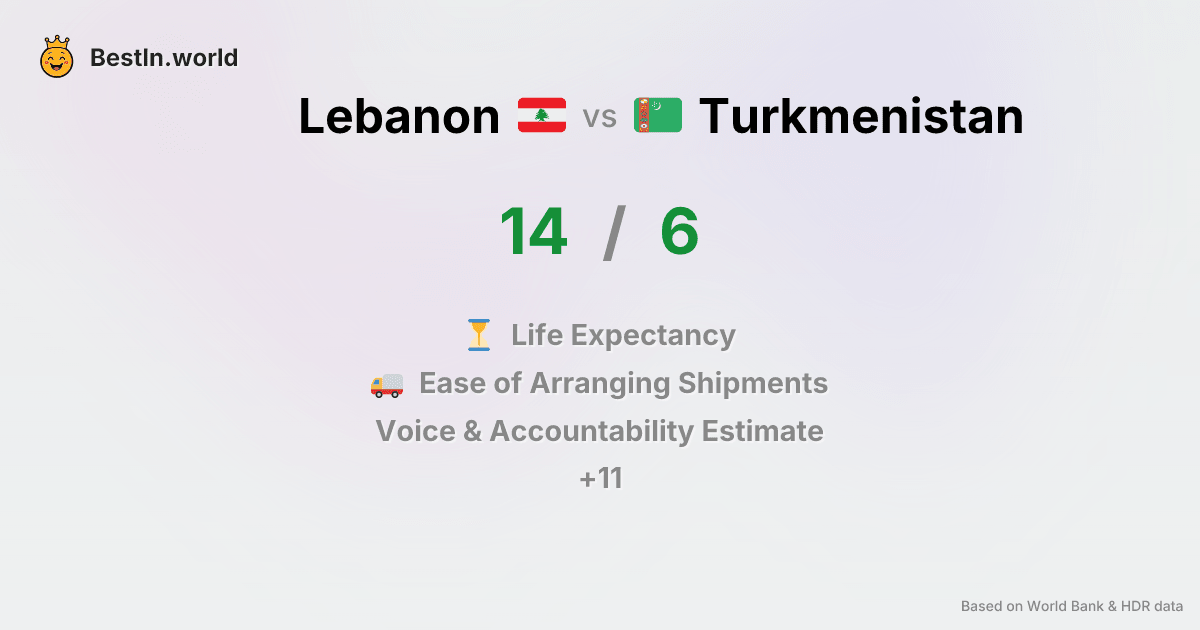 BestIn.world
Lebanon vs Turkmenistan
14 / 6
Life Expectancy
Ease of Arranging Shipments
Voice & Accountability Estimate
+11
Based on World Bank & HDR data